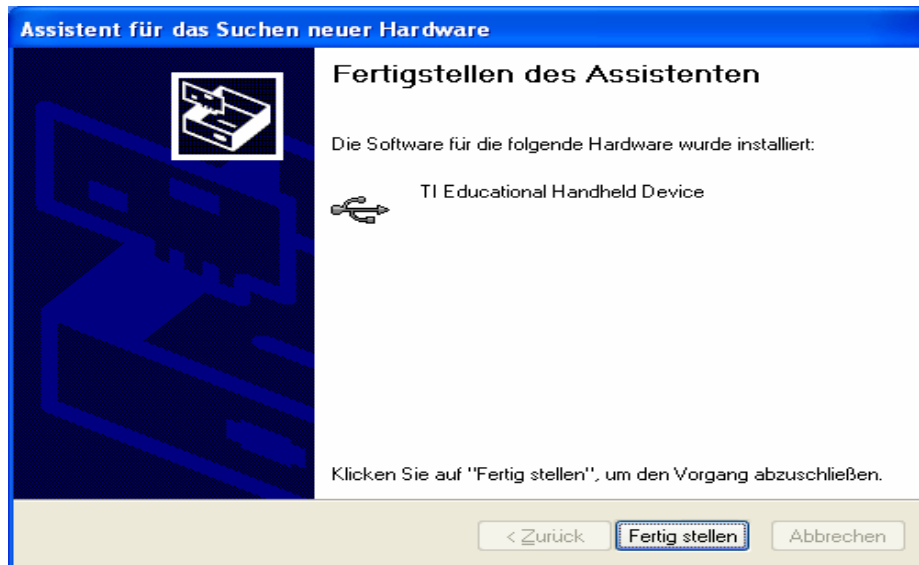 Assistent für das Suchen neuer Hardware
Fertigstellen des Assistenten
Die Software für die folgende Hardware wurde installiert:
TI Educational Handheld Device
Klicken Sie auf "Fertig stellen", um den Vorgang abzuschließen.
< Zurück Fertig stellen Abbrechen